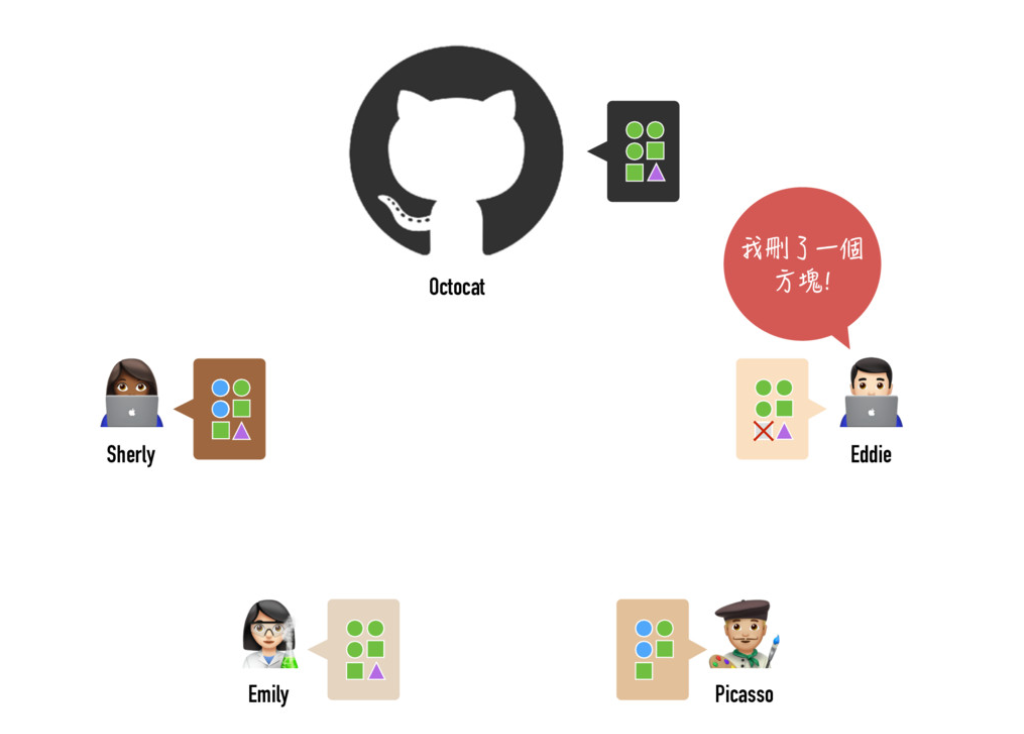 Octocat
我刪了一個
方塊!
Sherly
Eddie
Emily
Picasso